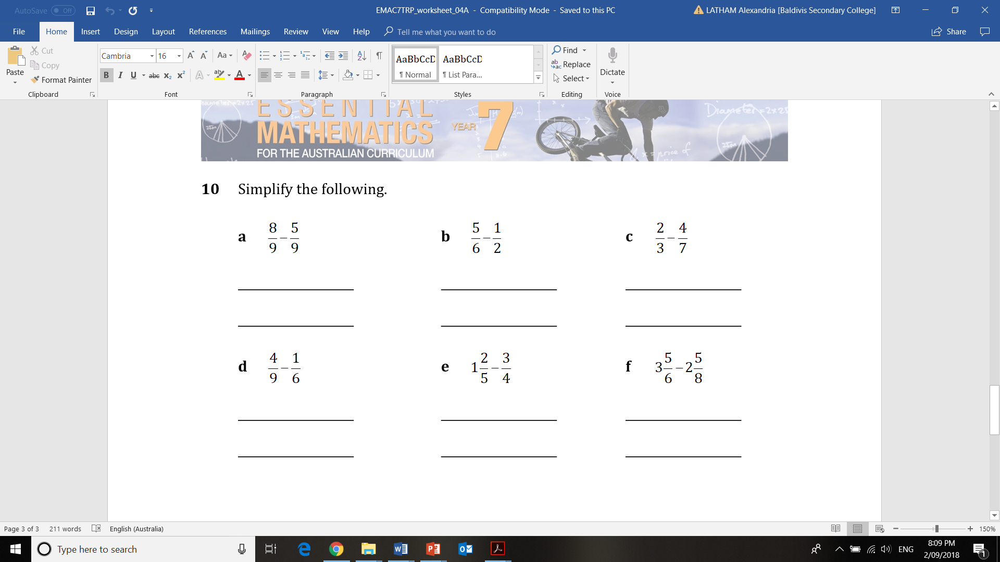 AutoSave Off
EMAC7TRP_worksheet_04A - Compatibility Mode - Saved to this PC
LATHAM Alexandria [Baldivis Secondary College]
File Home Insert Design Layout References Mailings Review View Help Tell me what you want to do Share
Paste
Cut
Copy
Format Painter
Clipboard
Cambria 16
Font
Paragraph
AaBbCcD AaBbCcD
¶ Normal ¶ List Para...
Styles
Find
Replace
Select
Editing
Dictate
Voice
ESSENTIAL
MATHEMATICS
YEAR 7
FOR THE AUSTRALIAN CURRICULUM
Diameter = 2x25
x = price of
10 Simplify the following.
a 8/9 – 5/9 b 5/6 – 1/2 c 2/3 – 4/7
d 4/9 – 1/6 e 1 2/5 – 3/4 f 3 5/6 – 2 5/8
Page 3 of 3 211 words English (Australia) 150%
Type here to search
ENG
8:09 PM
2/09/2018
1